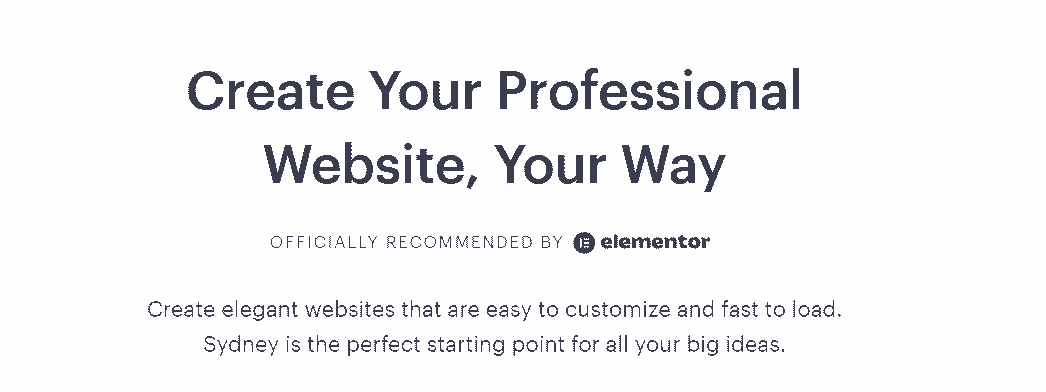 Create Your Professional
Website, Your Way
OFFICIALLY RECOMMENDED BY elementor
Create elegant websites that are easy to customize and fast to load.
Sydney is the perfect starting point for all your big ideas.